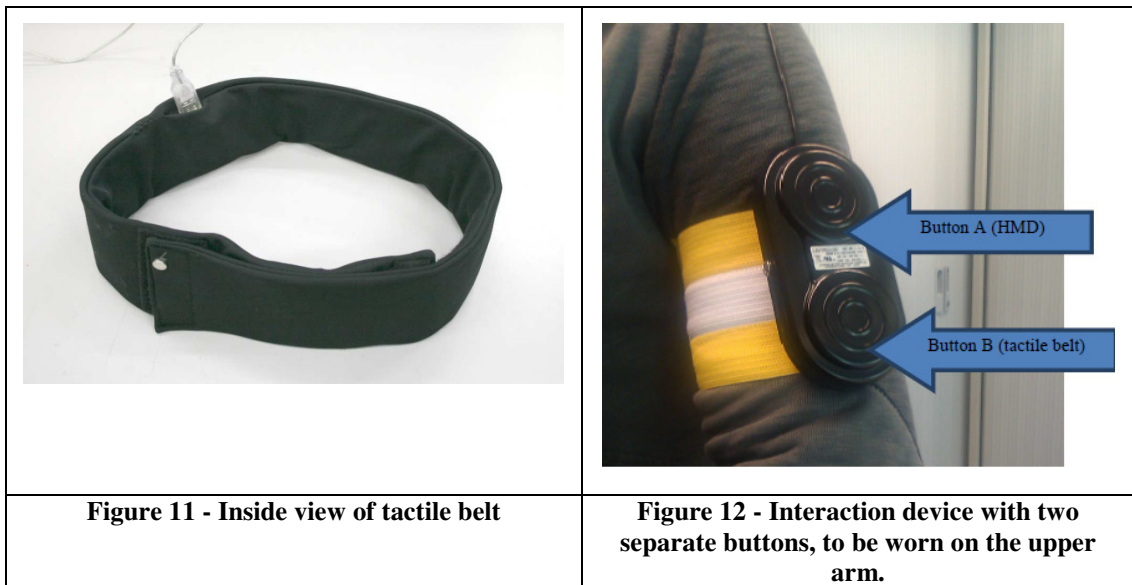 Button A (HMD)
Button B (tactile belt)
Figure 11 - Inside view of tactile belt
Figure 12 - Interaction device with two
separate buttons, to be worn on the upper
arm.